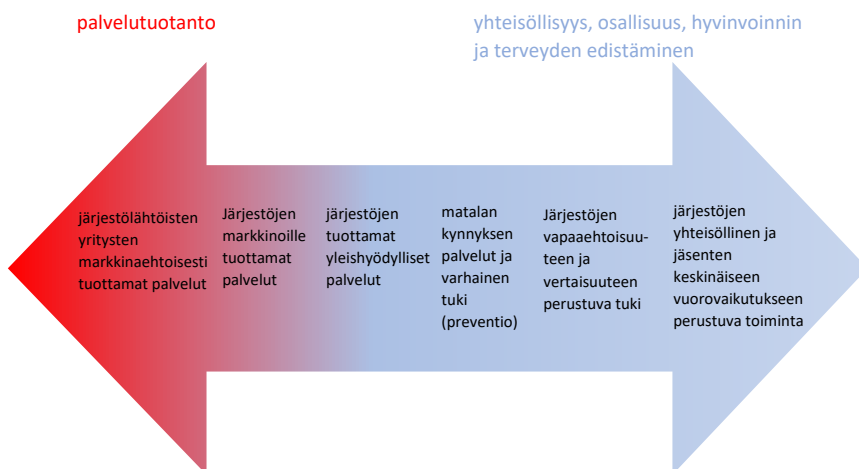 palvelutuotanto
yhteisöllisyys, osallisuus, hyvinvoinnin
ja terveyden edistäminen
järjestölähtöisten
yritysten
markkinaehtoisesti
tuottamat palvelut
Järjestöjen
markkinoille
tuottamat
palvelut
järjestöjen
tuottamat
yleishyödylliset
palvelut
matalan
kynnyksen
palvelut ja
varhainen
tuki
(preventio)
Järjestöjen
vapaaehtoisuu-
teen ja
vertaisuuteen
perustuva tuki
järjestöjen
yhteisöllinen ja
jäsenten
keskinäiseen
vuorovaikutukseen
perustuva toiminta